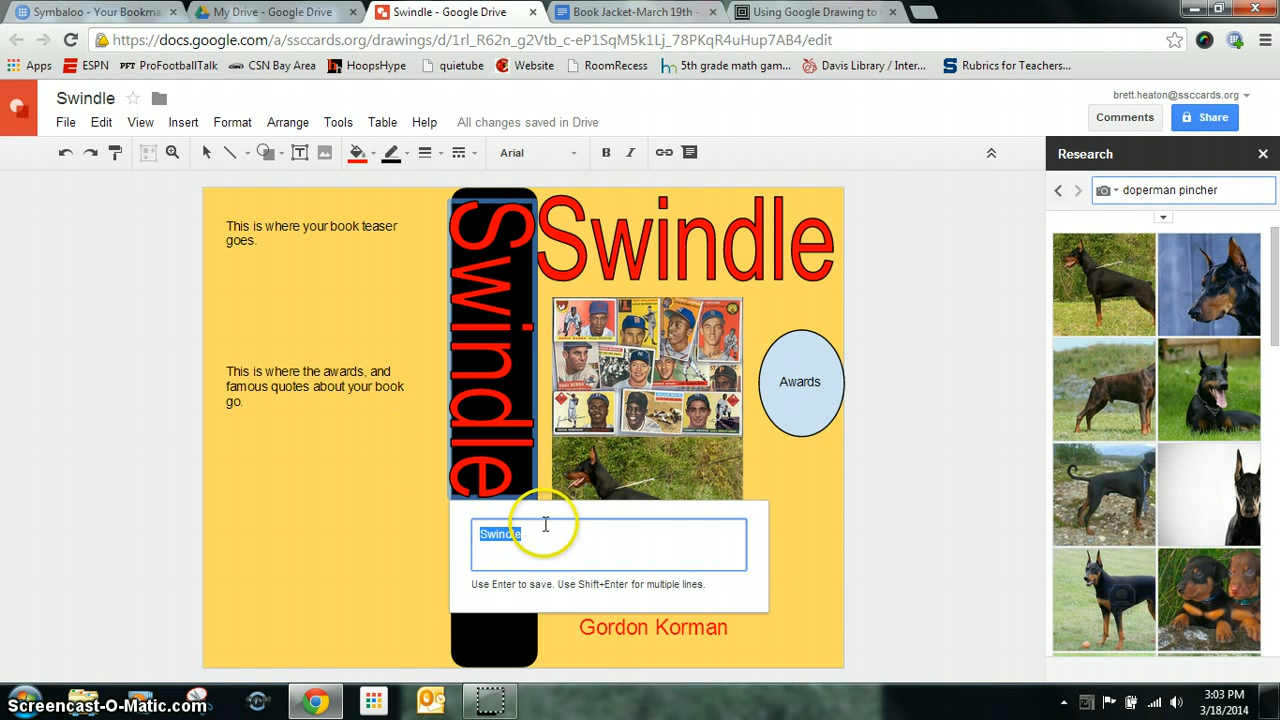 Symbaloo - Your Bookma
My Drive - Google Drive
Swindle - Google Drive
Book Jacket-March 19th -
Using Google Drawing to
https://docs.google.com/a/ssccards.org/drawings/d/1rl_R62n_g2Vtb_c-eP1SqM5k1Lj_78PKqR4uHup7AB4/edit
Apps ESPN PFT ProFootballTalk CSN Bay Area HoopsHype quietube Website RoomRecess 5th grade math gam... Davis Library / Inter... Rubrics for Teachers...
Swindle
brett.heaton@ssccards.org
File Edit View Insert Format Arrange Tools Table Help All changes saved in Drive
Comments Share
Arial B I
Research
doperman pincher
This is where your book teaser
goes.
This is where the awards, and
famous quotes about your book
go.
Swindle
Swindle
Awards
Swindle
Use Enter to save. Use Shift+Enter for multiple lines.
Gordon Korman
Screencast-O-Matic.com
3:03 PM
3/18/2014